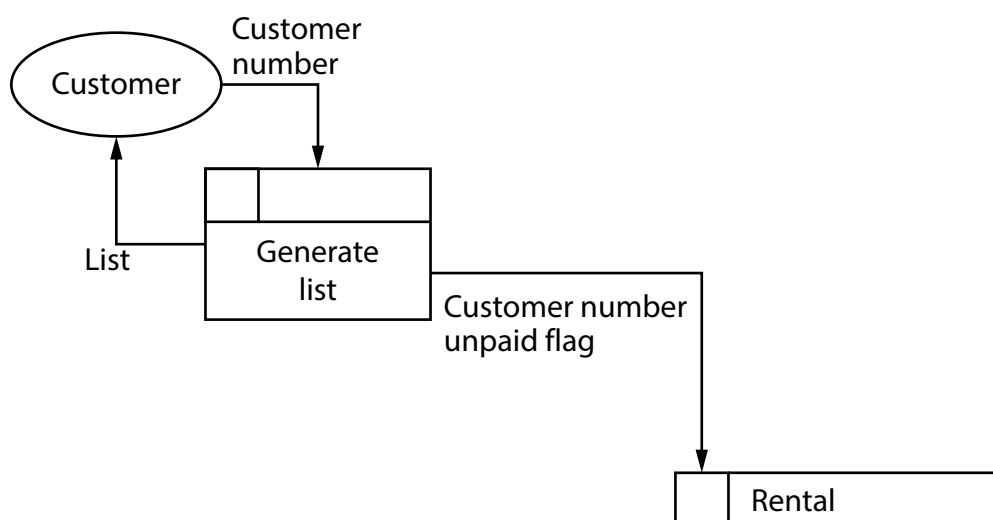 Customer
number
Customer
List
Generate
list
Customer number
unpaid flag
Rental